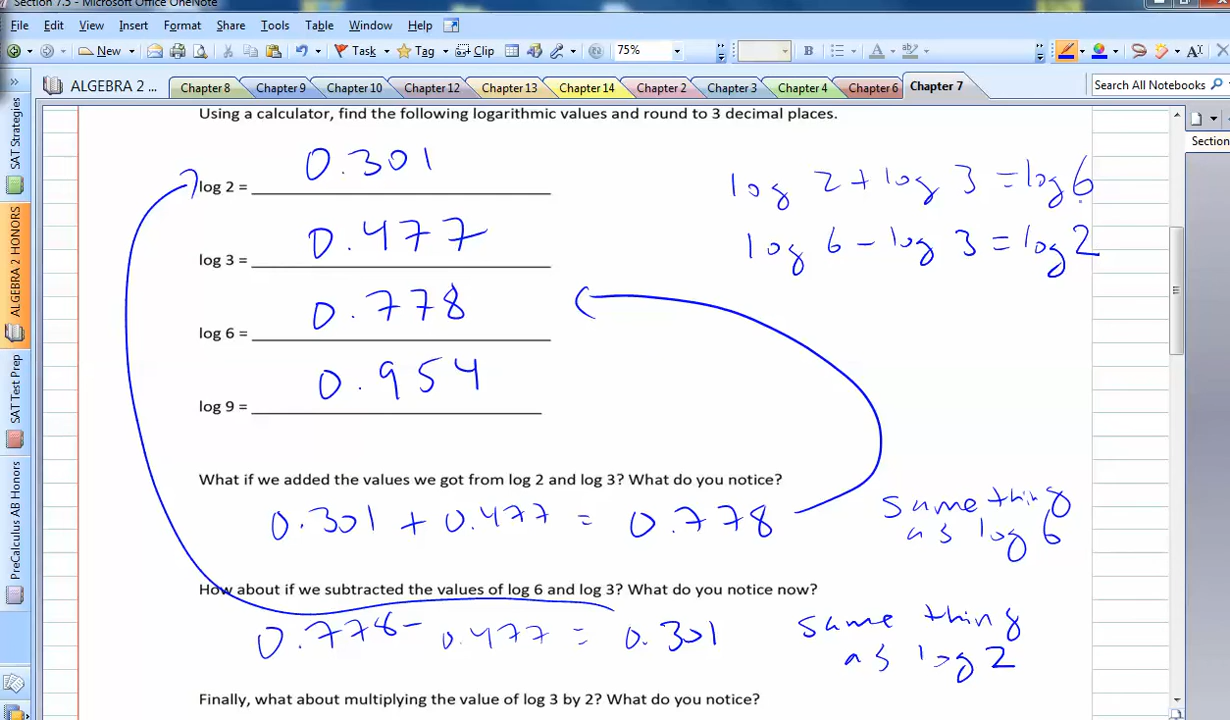 Section 7.5 - Microsoft Office OneNote
File Edit View Insert Format Share Tools Table Window Help
New Task Tag Clip 75% B A abc A
ALGEBRA 2 ... Chapter 8 Chapter 9 Chapter 10 Chapter 12 Chapter 13 Chapter 14 Chapter 2 Chapter 3 Chapter 4 Chapter 6 Chapter 7 Search All Notebooks
SAT Strategies
ALGEBRA 2 HONORS
SAT Test Prep
PreCalculus AB Honors
Section
Using a calculator, find the following logarithmic values and round to 3 decimal places.
log 2 = 0.301
log 3 = 0.477
log 6 = 0.778
log 9 = 0.954
log 2 + log 3 = log 6
log 6 - log 3 = log 2
What if we added the values we got from log 2 and log 3? What do you notice?
0.301 + 0.477 = 0.778
same thing
as log 6
How about if we subtracted the values of log 6 and log 3? What do you notice now?
0.778 - 0.477 = 0.301
same thing
as log 2
Finally, what about multiplying the value of log 3 by 2? What do you notice?